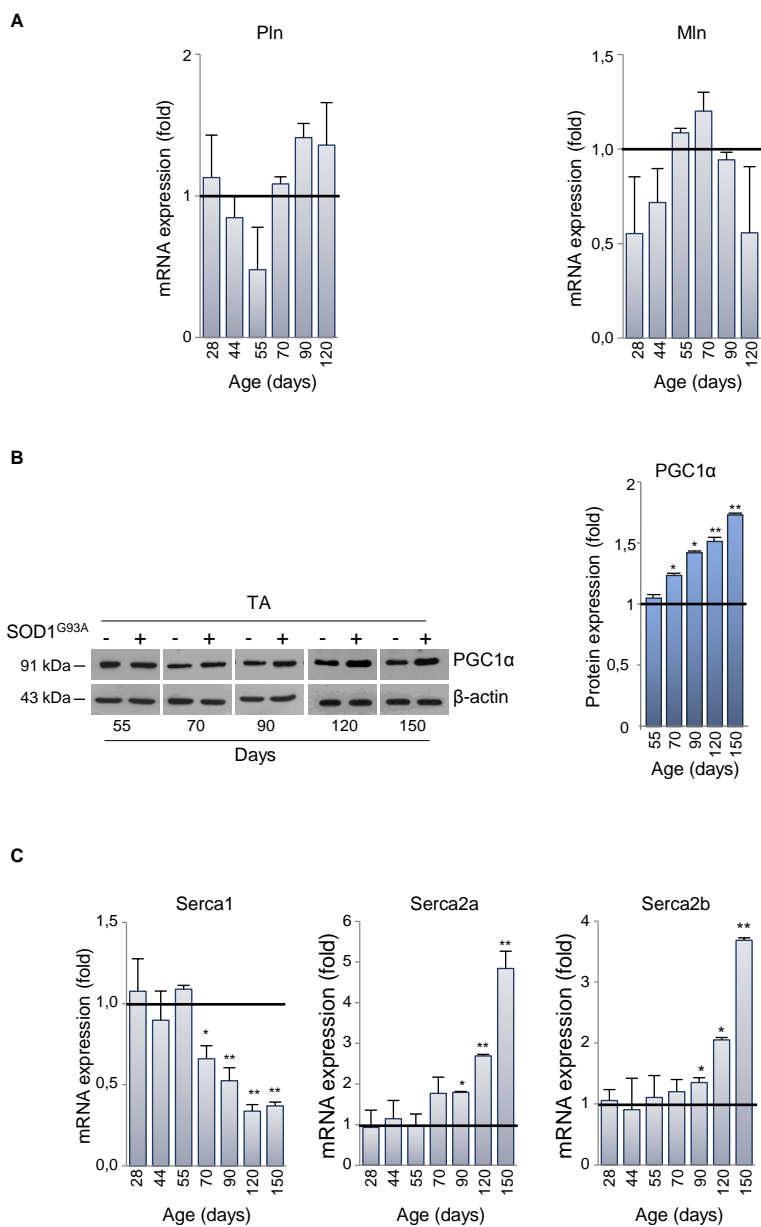 A
Pln
mRNA expression (fold)
2
1
0
28 44 55 70 90 120
Age (days)
Mln
mRNA expression (fold)
1,5
1,0
0,5
0,0
28 44 55 70 90 120
Age (days)
B
TA
SOD1G93A
- + - + - + - + - +
91 kDa PGC1α
43 kDa β-actin
55 70 90 120 150
Days
PGC1α
Protein expression (fold)
2
1,5
1
0,5
0
* * ** **
55 70 90 120 150
Age (days)
C
Serca1
mRNA expression (fold)
1,5
1,0
0,5
0,0
* ** ** **
28 44 55 70 90 120 150
Age (days)
Serca2a
mRNA expression (fold)
6
5
4
3
2
1
0
* ** **
28 44 55 70 90 120 150
Age (days)
Serca2b
mRNA expression (fold)
4
3
2
1
0
* * **
28 44 55 70 90 120 150
Age (days)